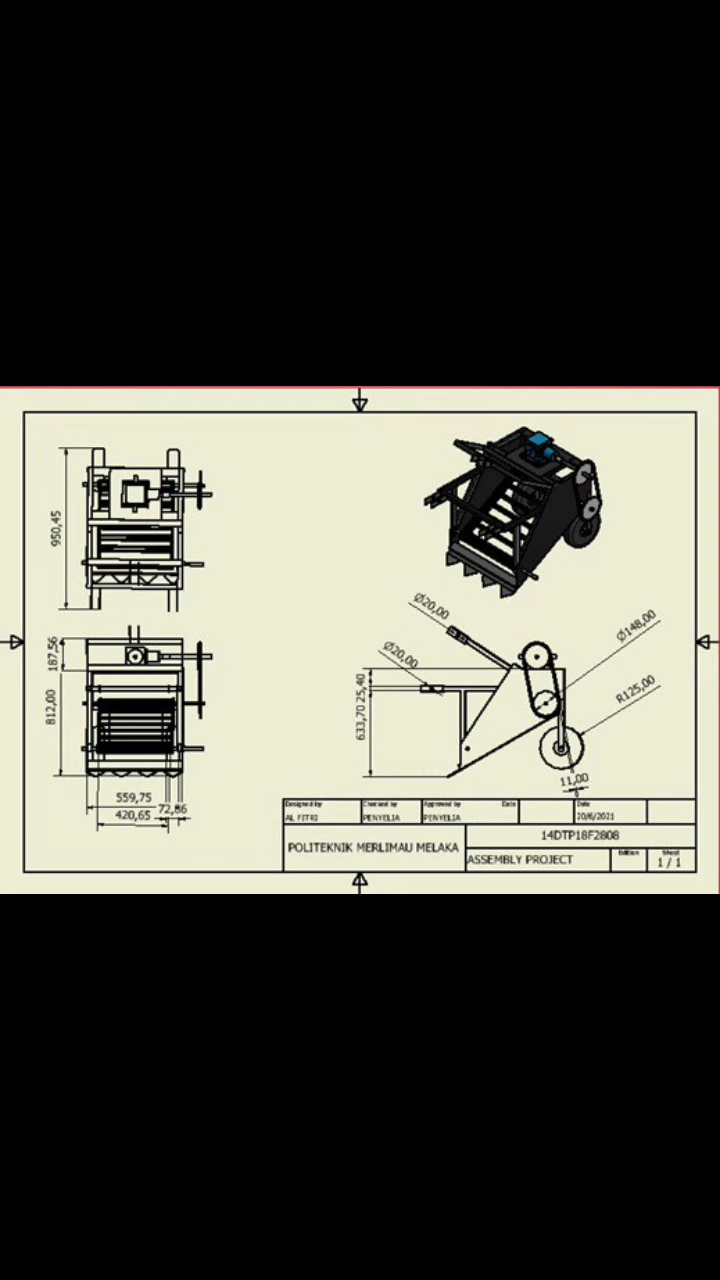 950,45
187,56
812,00
559,75
420,65
72,86
Ø20,00
Ø20,00
Ø148,00
R125,00
25,40
633,70
11,00
Designed by
Checked by
Approved by
Date
Date
AL FITRI
PENYELIA
PENYELIA
20/6/2021
POLITEKNIK MERLIMAU MELAKA
14DTP18F2808
ASSEMBLY PROJECT
Edition
Sheet
1 / 1